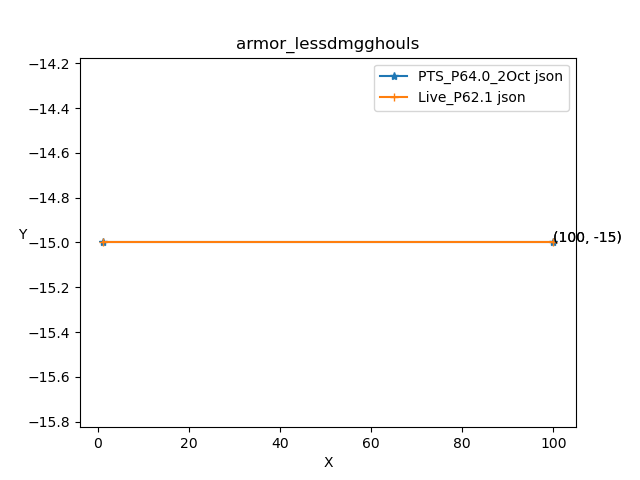 armor_lessdmgghouls
PTS_P64.0_2Oct json
Live_P62.1 json
−14.2
−14.4
−14.6
−14.8
Y
−15.0
(100, -15)
−15.2
−15.4
−15.6
−15.8
0 20 40 60 80 100
X